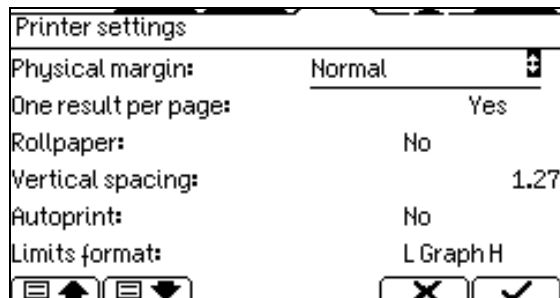 Printer settings
Physical margin: Normal
One result per page: Yes
Rollpaper: No
Vertical spacing: 1.27
Autoprint: No
Limits format: L Graph H